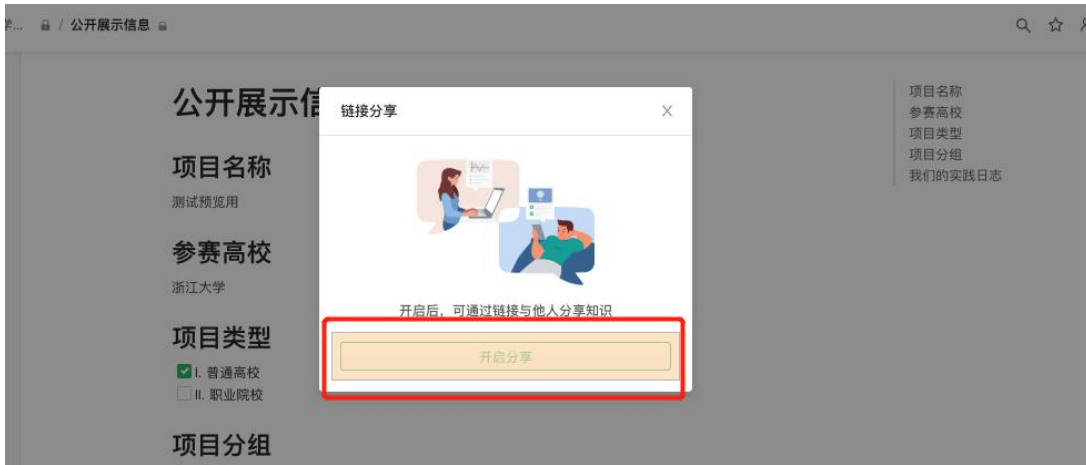 学... / 公开展示信息
公开展示信
项目名称
测试预览用
参赛高校
浙江大学
项目类型
I. 普通高校
II. 职业院校
项目分组
链接分享
开启后，可通过链接与他人分享知识
开启分享
项目名称
参赛高校
项目类型
项目分组
我们的实践日志